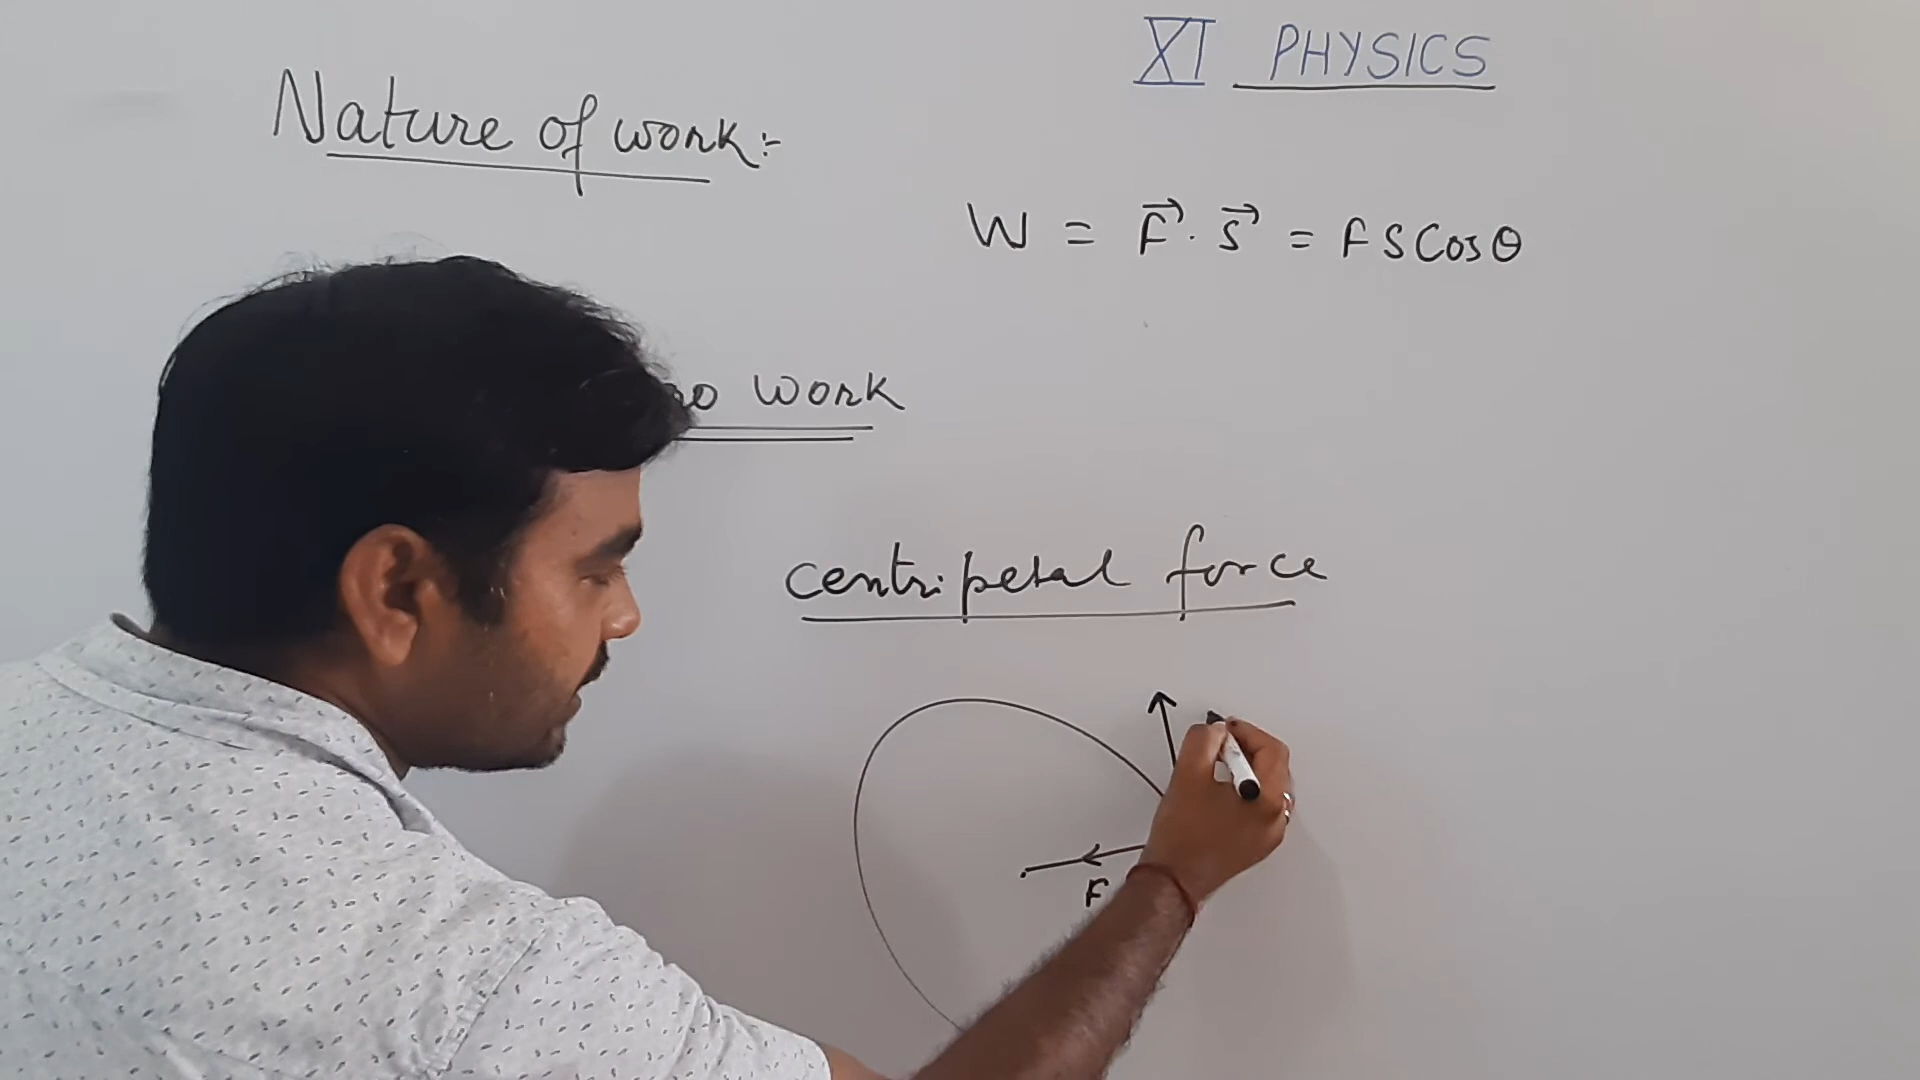 XI PHYSICS
Nature of work:-
W = F⃗ . S⃗ = F S Cos θ
work
centripetal force
F